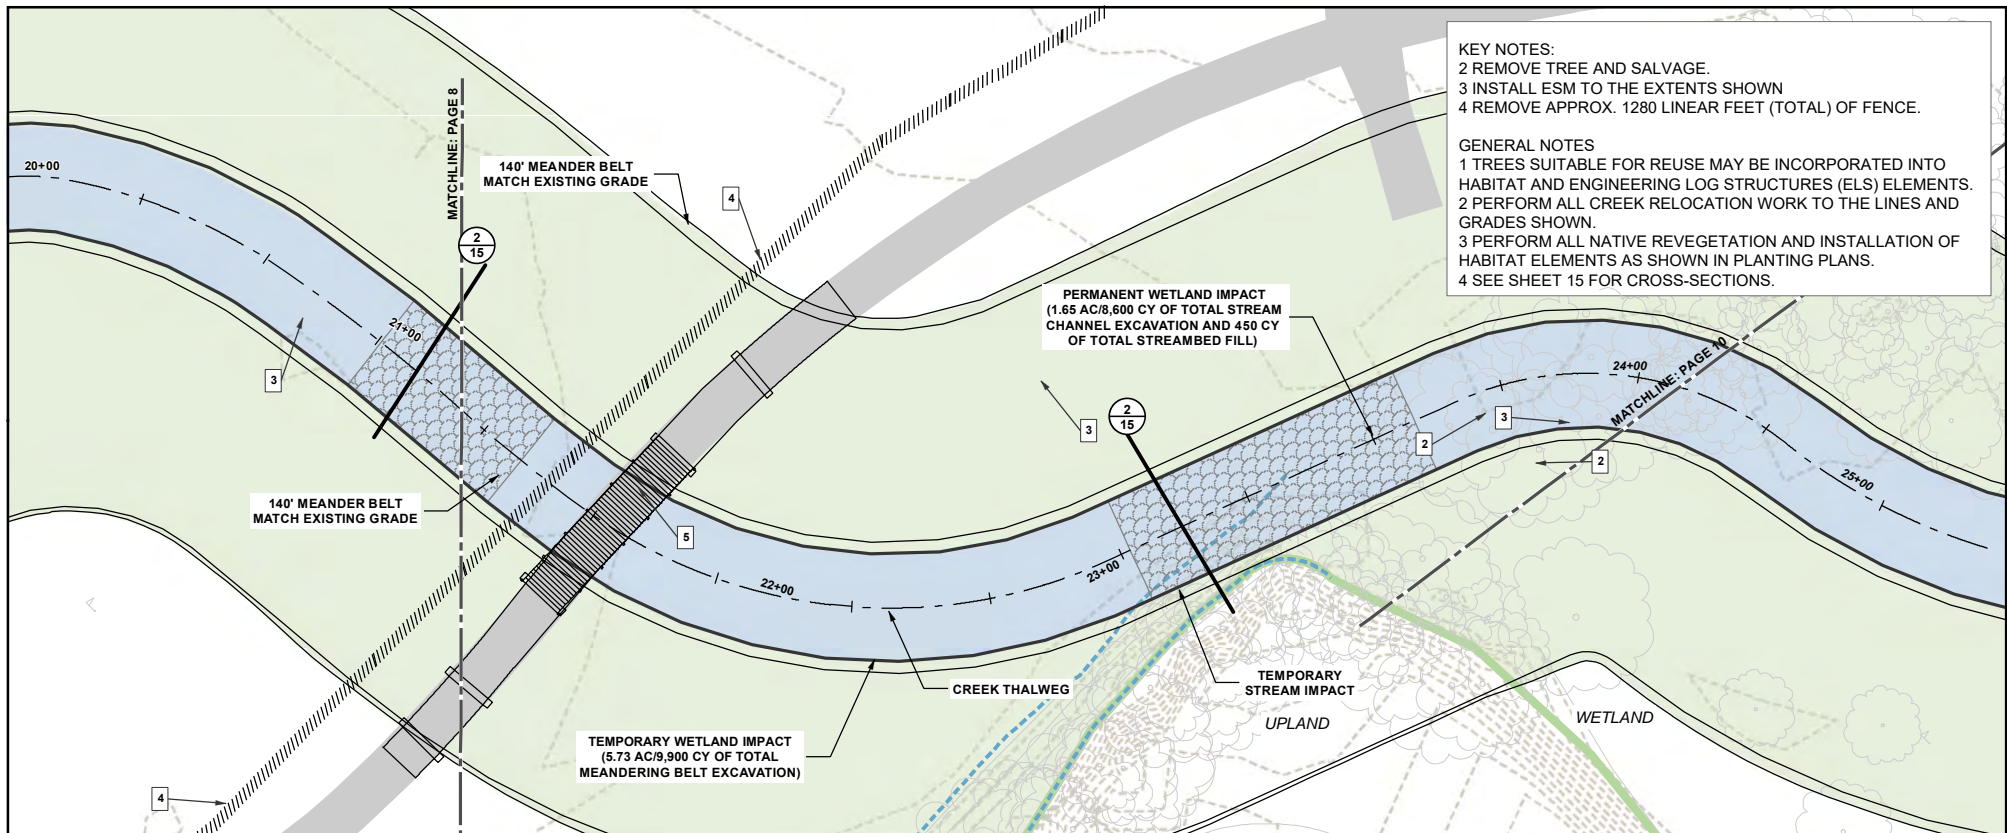 KEY NOTES:
2 REMOVE TREE AND SALVAGE.
3 INSTALL ESM TO THE EXTENTS SHOWN
4 REMOVE APPROX. 1280 LINEAR FEET (TOTAL) OF FENCE.
GENERAL NOTES
1 TREES SUITABLE FOR REUSE MAY BE INCORPORATED INTO
HABITAT AND ENGINEERING LOG STRUCTURES (ELS) ELEMENTS.
2 PERFORM ALL CREEK RELOCATION WORK TO THE LINES AND
GRADES SHOWN.
3 PERFORM ALL NATIVE REVEGETATION AND INSTALLATION OF
HABITAT ELEMENTS AS SHOWN IN PLANTING PLANS.
4 SEE SHEET 15 FOR CROSS-SECTIONS.
MATCHLINE: PAGE 8
20+00
140' MEANDER BELT
MATCH EXISTING GRADE
4
2
15
21+00
3
PERMANENT WETLAND IMPACT
(1.65 AC/8,600 CY OF TOTAL STREAM
CHANNEL EXCAVATION AND 450 CY
OF TOTAL STREAMBED FILL)
24+00
MATCHLINE: PAGE 10
3
2
15
2
3
2
25+00
140' MEANDER BELT
MATCH EXISTING GRADE
5
22+00
23+00
CREEK THALWEG
TEMPORARY
STREAM IMPACT
UPLAND
WETLAND
TEMPORARY WETLAND IMPACT
(5.73 AC/9,900 CY OF TOTAL
MEANDERING BELT EXCAVATION)
4